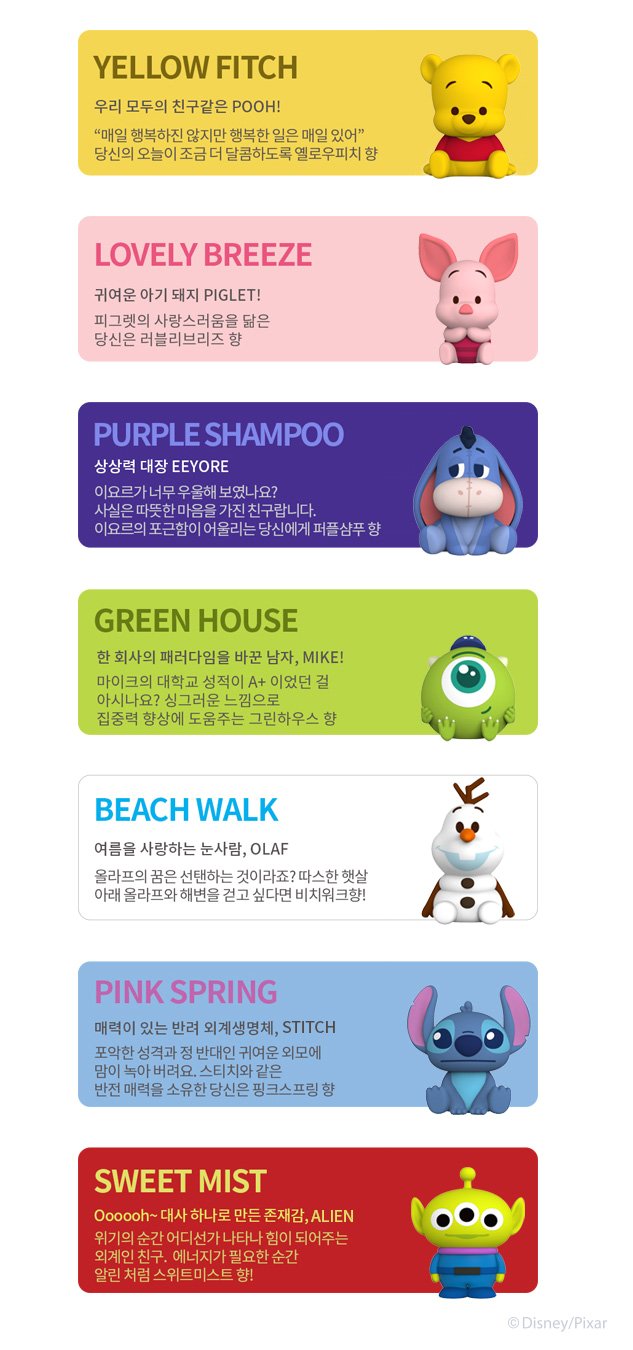 YELLOW FITCH
우리 모두의 친구같은 POOH!
“매일 행복하진 않지만 행복한 일은 매일 있어”
당신의 오늘이 조금 더 달콤하도록 옐로우피치 향
LOVELY BREEZE
귀여운 아기 돼지 PIGLET!
피그렛의 사랑스러움을 닮은
당신은 러블리브리즈 향
PURPLE SHAMPOO
상상력 대장 EEYORE
이요르가 너무 우울해 보였나요?
사실은 따뜻한 마음을 가진 친구랍니다.
이요르의 포근함이 어울리는 당신에게 퍼플샴푸 향
GREEN HOUSE
한 회사의 패러다임을 바꾼 남자, MIKE!
마이크의 대학교 성적이 A+ 이었던 걸
아시나요? 싱그러운 느낌으로
집중력 향상에 도움주는 그린하우스 향
BEACH WALK
여름을 사랑하는 눈사람, OLAF
올라프의 꿈은 선탠하는 것이라죠? 따스한 햇살
아래 올라프와 해변을 걷고 싶다면 비치워크향!
PINK SPRING
매력이 있는 반려 외계생명체, STITCH
포악한 성격과 정 반대인 귀여운 외모에
맘이 녹아 버려요. 스티치와 같은
반전 매력을 소유한 당신은 핑크스프링 향
SWEET MIST
Oooooh~ 대사 하나로 만든 존재감, ALIEN
위기의 순간 어디선가 나타나 힘이 되어주는
외계인 친구. 에너지가 필요한 순간
알린 처럼 스위트미스트 향!
© Disney/Pixar